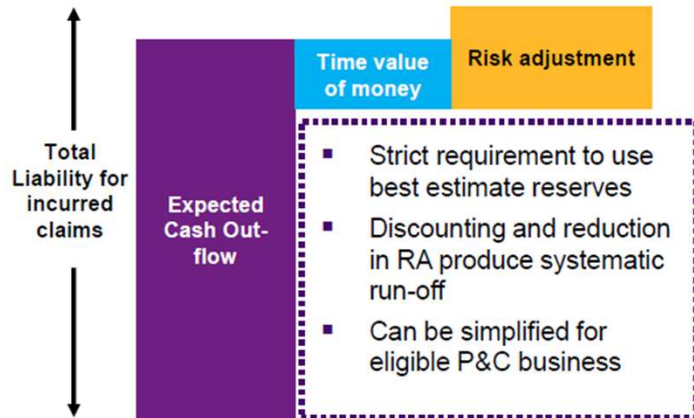 Total
Liability for
incurred
claims
Expected
Cash Out-
flow
Time value
of money
Risk adjustment
▪ Strict requirement to use
best estimate reserves
▪ Discounting and reduction
in RA produce systematic
run-off
▪ Can be simplified for
eligible P&C business